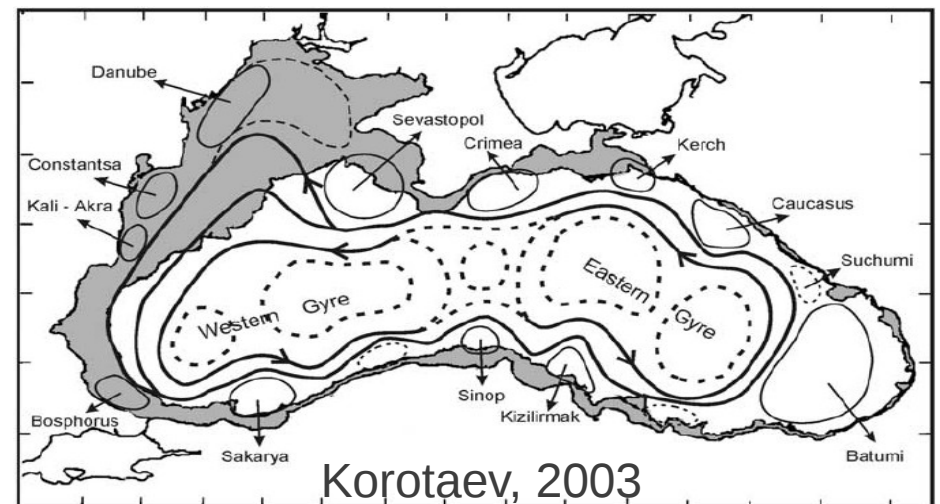 Danube
Sevastopol
Crimea
Kerch
Constantsa
Kali - Akra
Caucasus
Suchumi
Eastern
Gyre
Western
Gyre
Sinop
Kizilirmak
Bosphorus
Sakarya
Batumi
Korotaev, 2003